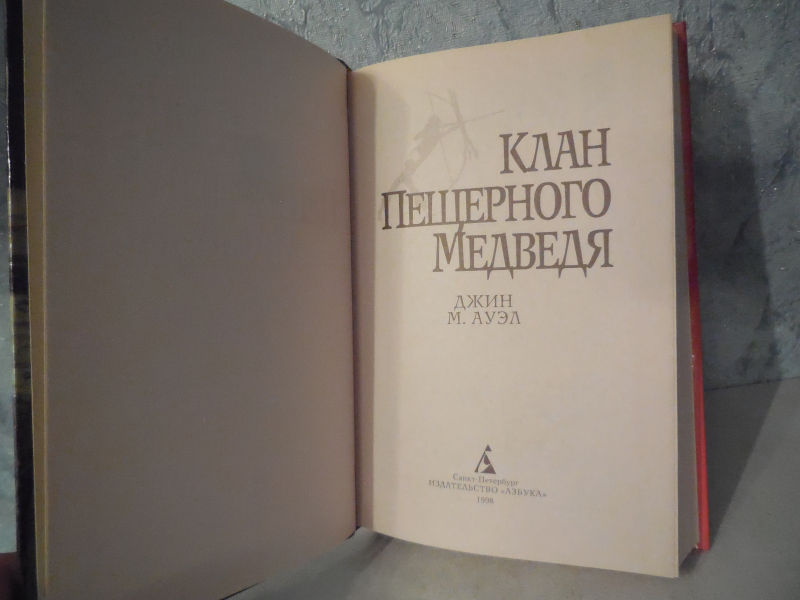 Клан
Пещерного
Медведя
ДЖИН
М. АУЭЛ
Санкт-Петербург
ИЗДАТЕЛЬСТВО «АЗБУКА»
1998